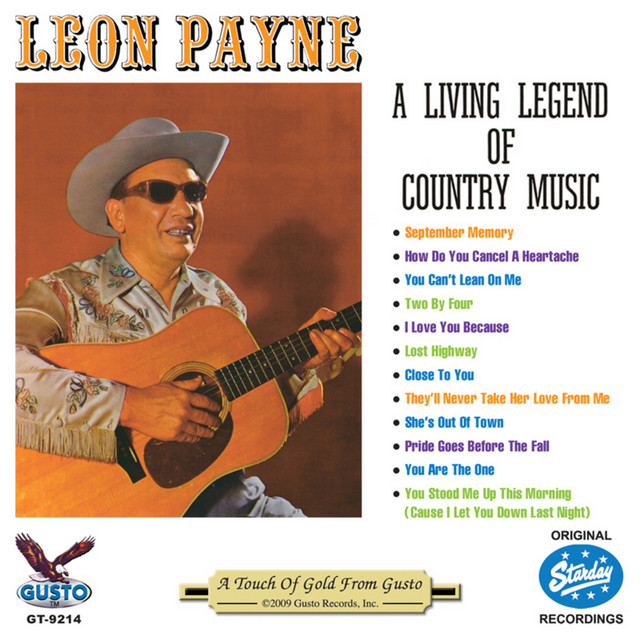 LEON PAYNE
A LIVING LEGEND
OF
COUNTRY MUSIC
• September Memory
• How Do You Cancel A Heartache
• You Can't Lean On Me
• Two By Four
• I Love You Because
• Lost Highway
• Close To You
• They'll Never Take Her Love From Me
• She's Out Of Town
• Pride Goes Before The Fall
• You Are The One
• You Stood Me Up This Morning
(Cause I Let You Down Last Night)
GUSTO
TM
GT-9214
A Touch Of Gold From Gusto
©2009 Gusto Records, Inc.
ORIGINAL
Starday
RECORDINGS